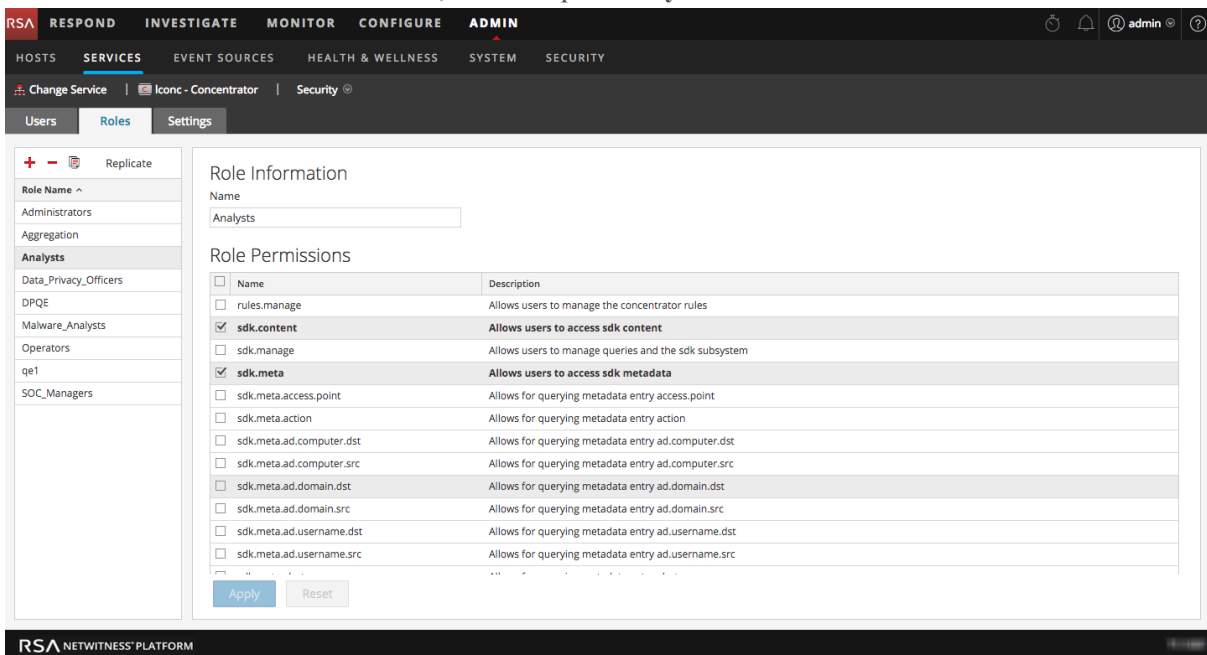 RSA RESPOND INVESTIGATE MONITOR CONFIGURE ADMIN admin
HOSTS SERVICES EVENT SOURCES HEALTH & WELLNESS SYSTEM SECURITY
Change Service | Iconc - Concentrator | Security
Users Roles Settings
Replicate
Role Name
Administrators
Aggregation
Analysts
Data_Privacy_Officers
DPQE
Malware_Analysts
Operators
qe1
SOC_Managers
Role Information
Name
Analysts
Role Permissions
Name Description
rules.manage Allows users to manage the concentrator rules
sdk.content Allows users to access sdk content
sdk.manage Allows users to manage queries and the sdk subsystem
sdk.meta Allows users to access sdk metadata
sdk.meta.access.point Allows for querying metadata entry access.point
sdk.meta.action Allows for querying metadata entry action
sdk.meta.ad.computer.dst Allows for querying metadata entry ad.computer.dst
sdk.meta.ad.computer.src Allows for querying metadata entry ad.computer.src
sdk.meta.ad.domain.dst Allows for querying metadata entry ad.domain.dst
sdk.meta.ad.domain.src Allows for querying metadata entry ad.domain.src
sdk.meta.ad.username.dst Allows for querying metadata entry ad.username.dst
sdk.meta.ad.username.src Allows for querying metadata entry ad.username.src
Apply Reset
RSA NETWITNESS® PLATFORM